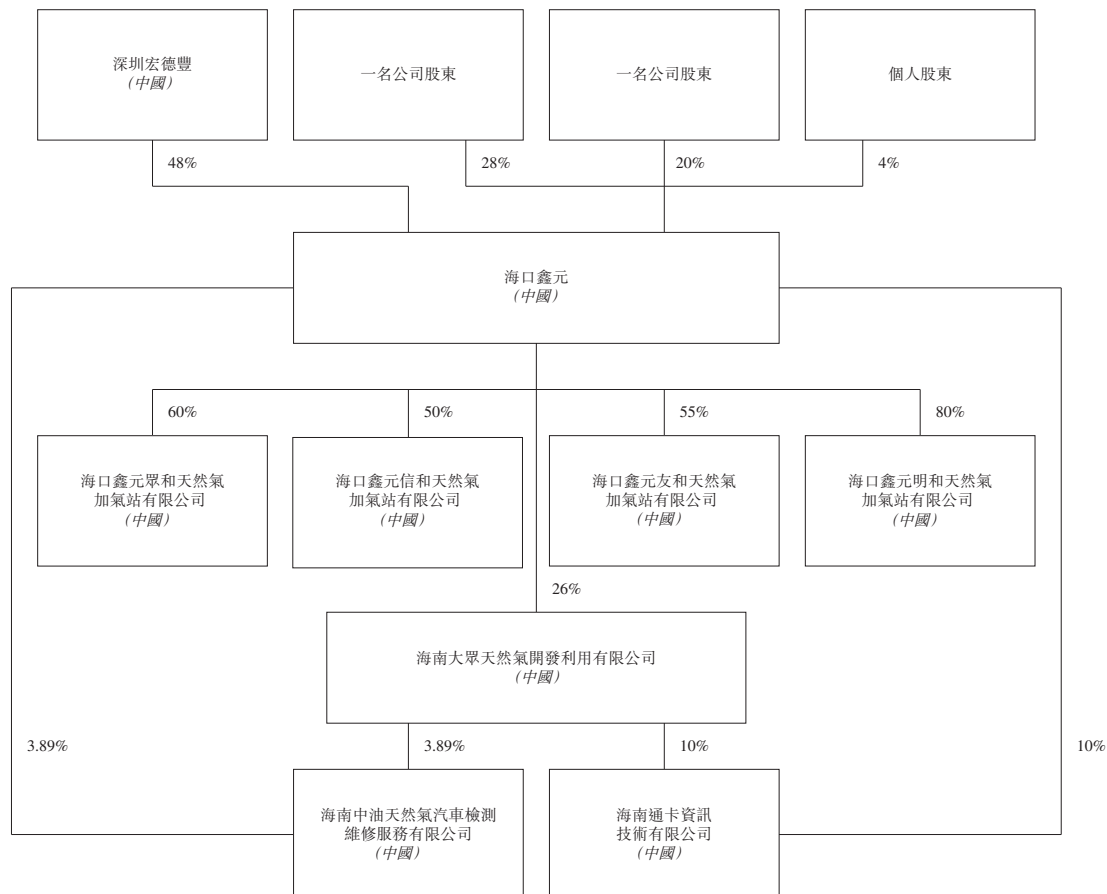 深圳宏德豐
（中國）
一名公司股東
一名公司股東
個人股東
48%
28%
20%
4%
海口鑫元
（中國）
60%
50%
55%
80%
海口鑫元眾和天然氣
加氣站有限公司
（中國）
海口鑫元信和天然氣
加氣站有限公司
（中國）
海口鑫元友和天然氣
加氣站有限公司
（中國）
海口鑫元明和天然氣
加氣站有限公司
（中國）
26%
海南大眾天然氣開發利用有限公司
（中國）
3.89%
3.89%
10%
10%
海南中油天然氣汽車檢測
維修服務有限公司
（中國）
海南通卡資訊
技術有限公司
（中國）